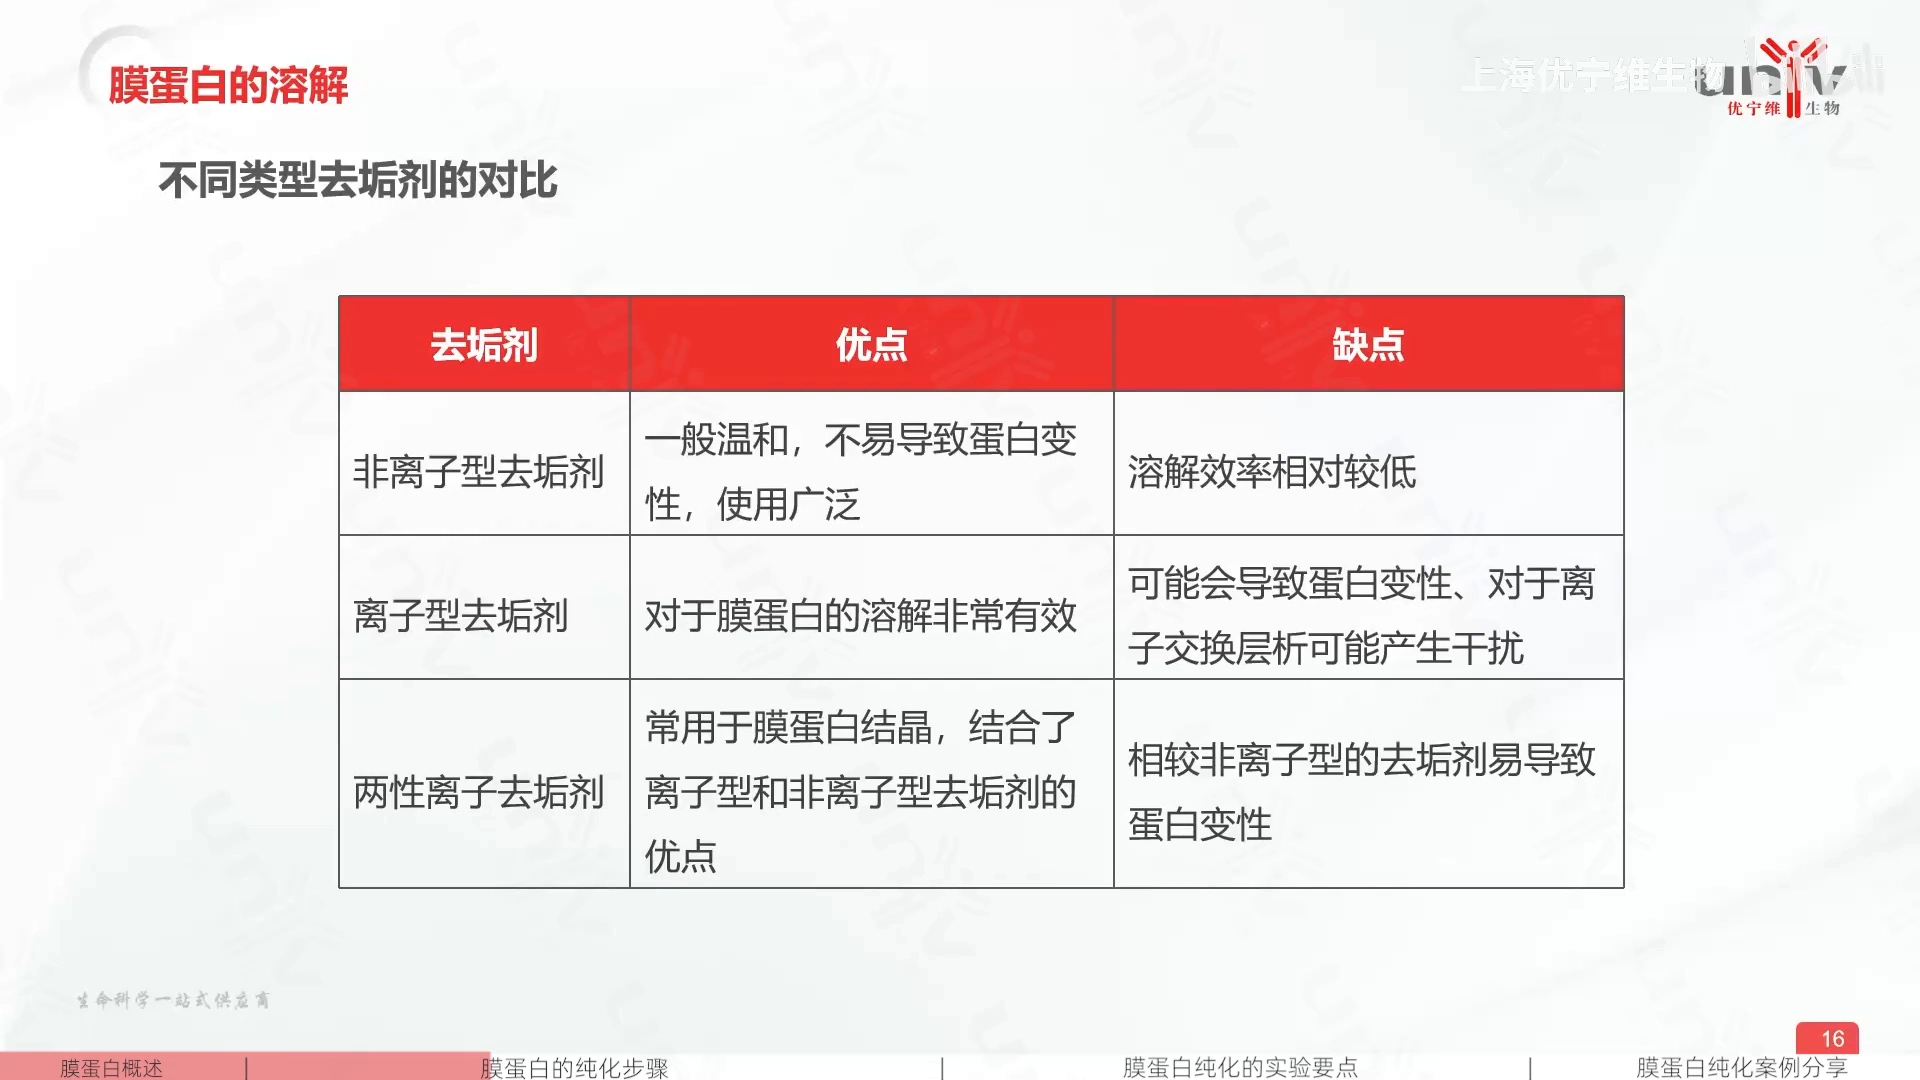 膜蛋白的溶解
上海优宁维生物
univ
优宁维 生物
不同类型去垢剂的对比
去垢剂
优点
缺点
非离子型去垢剂
一般温和，不易导致蛋白变
性，使用广泛
溶解效率相对较低
离子型去垢剂
对于膜蛋白的溶解非常有效
可能会导致蛋白变性、对于离
子交换层析可能产生干扰
两性离子去垢剂
常用于膜蛋白结晶，结合了
离子型和非离子型去垢剂的
优点
相较非离子型的去垢剂易导致
蛋白变性
生命科学一站式供应商
16
膜蛋白概述
膜蛋白的纯化步骤
膜蛋白纯化的实验要点
膜蛋白纯化案例分享